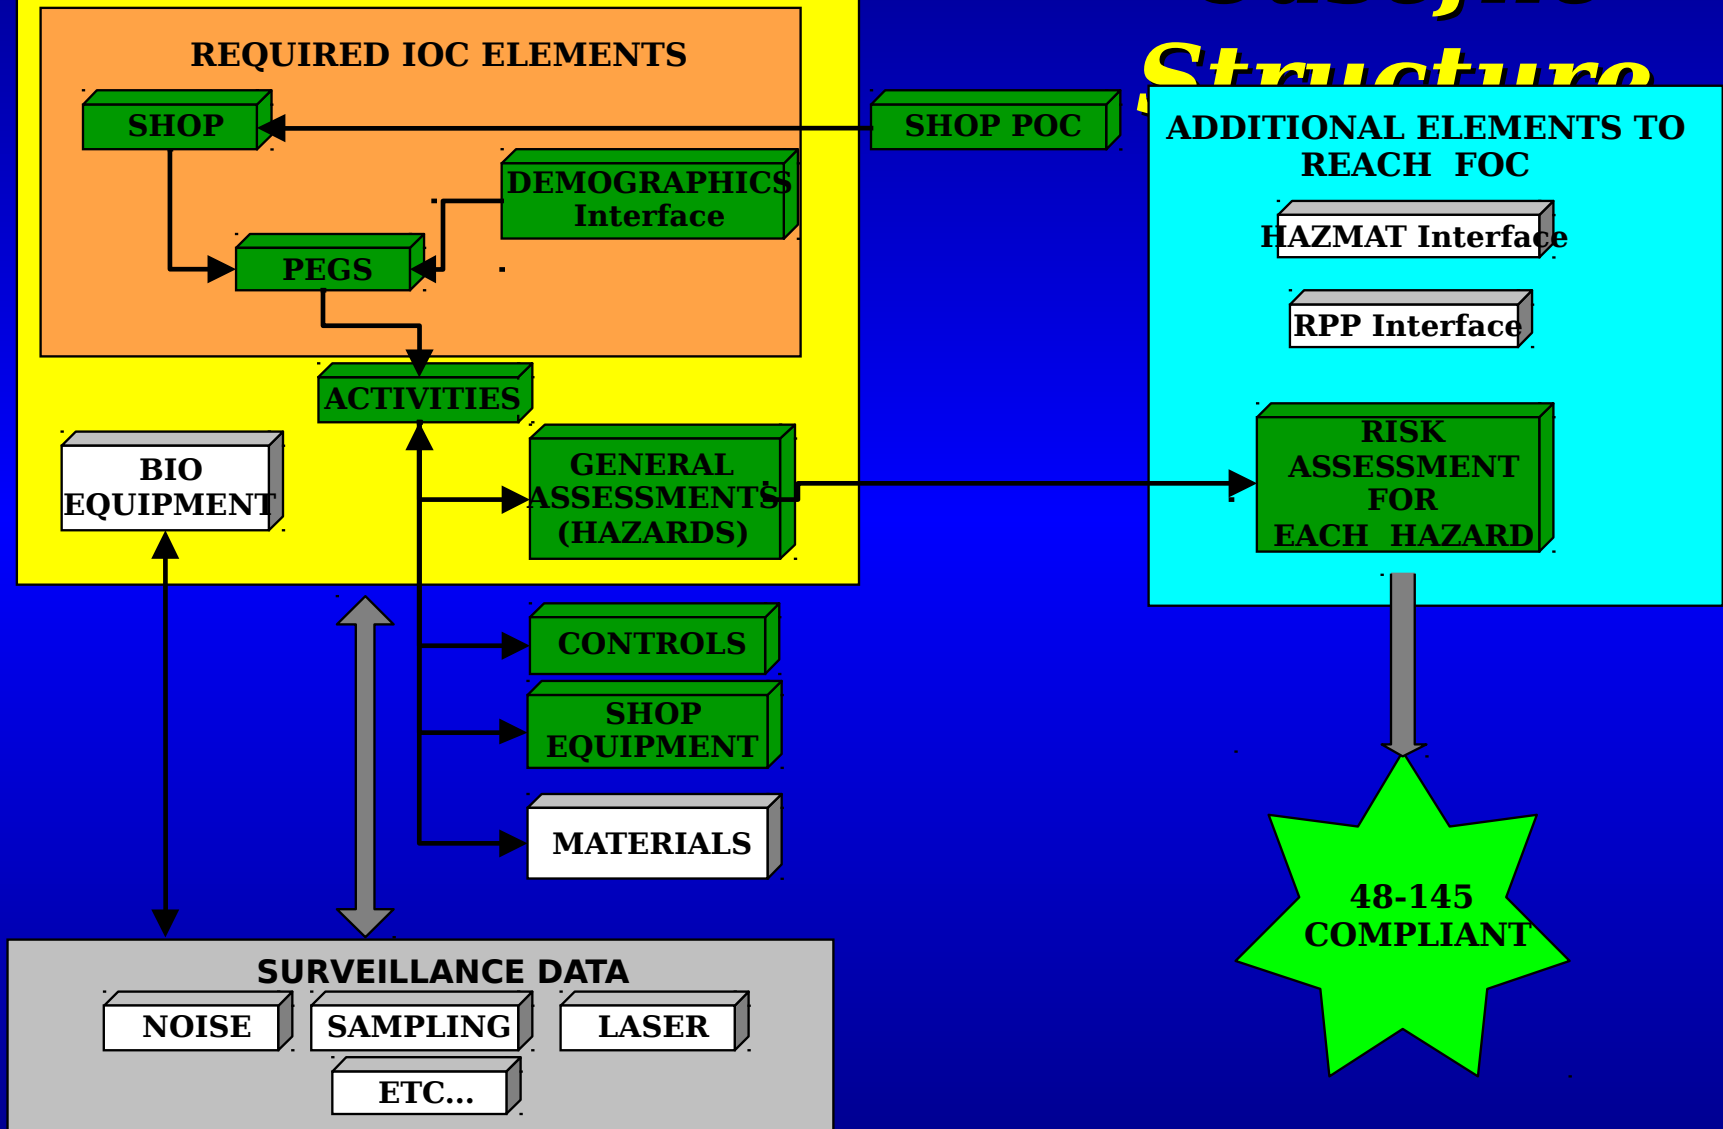 Structure
REQUIRED IOC ELEMENTS
SHOP
SHOP POC
DEMOGRAPHICS
Interface
PEGS
ACTIVITIES
BIO
EQUIPMENT
GENERAL
ASSESSMENTS
(HAZARDS)
CONTROLS
SHOP
EQUIPMENT
MATERIALS
ADDITIONAL ELEMENTS TO
REACH FOC
HAZMAT Interface
RPP Interface
RISK
ASSESSMENT
FOR
EACH HAZARD
48-145
COMPLIANT
SURVEILLANCE DATA
NOISE
SAMPLING
LASER
ETC...